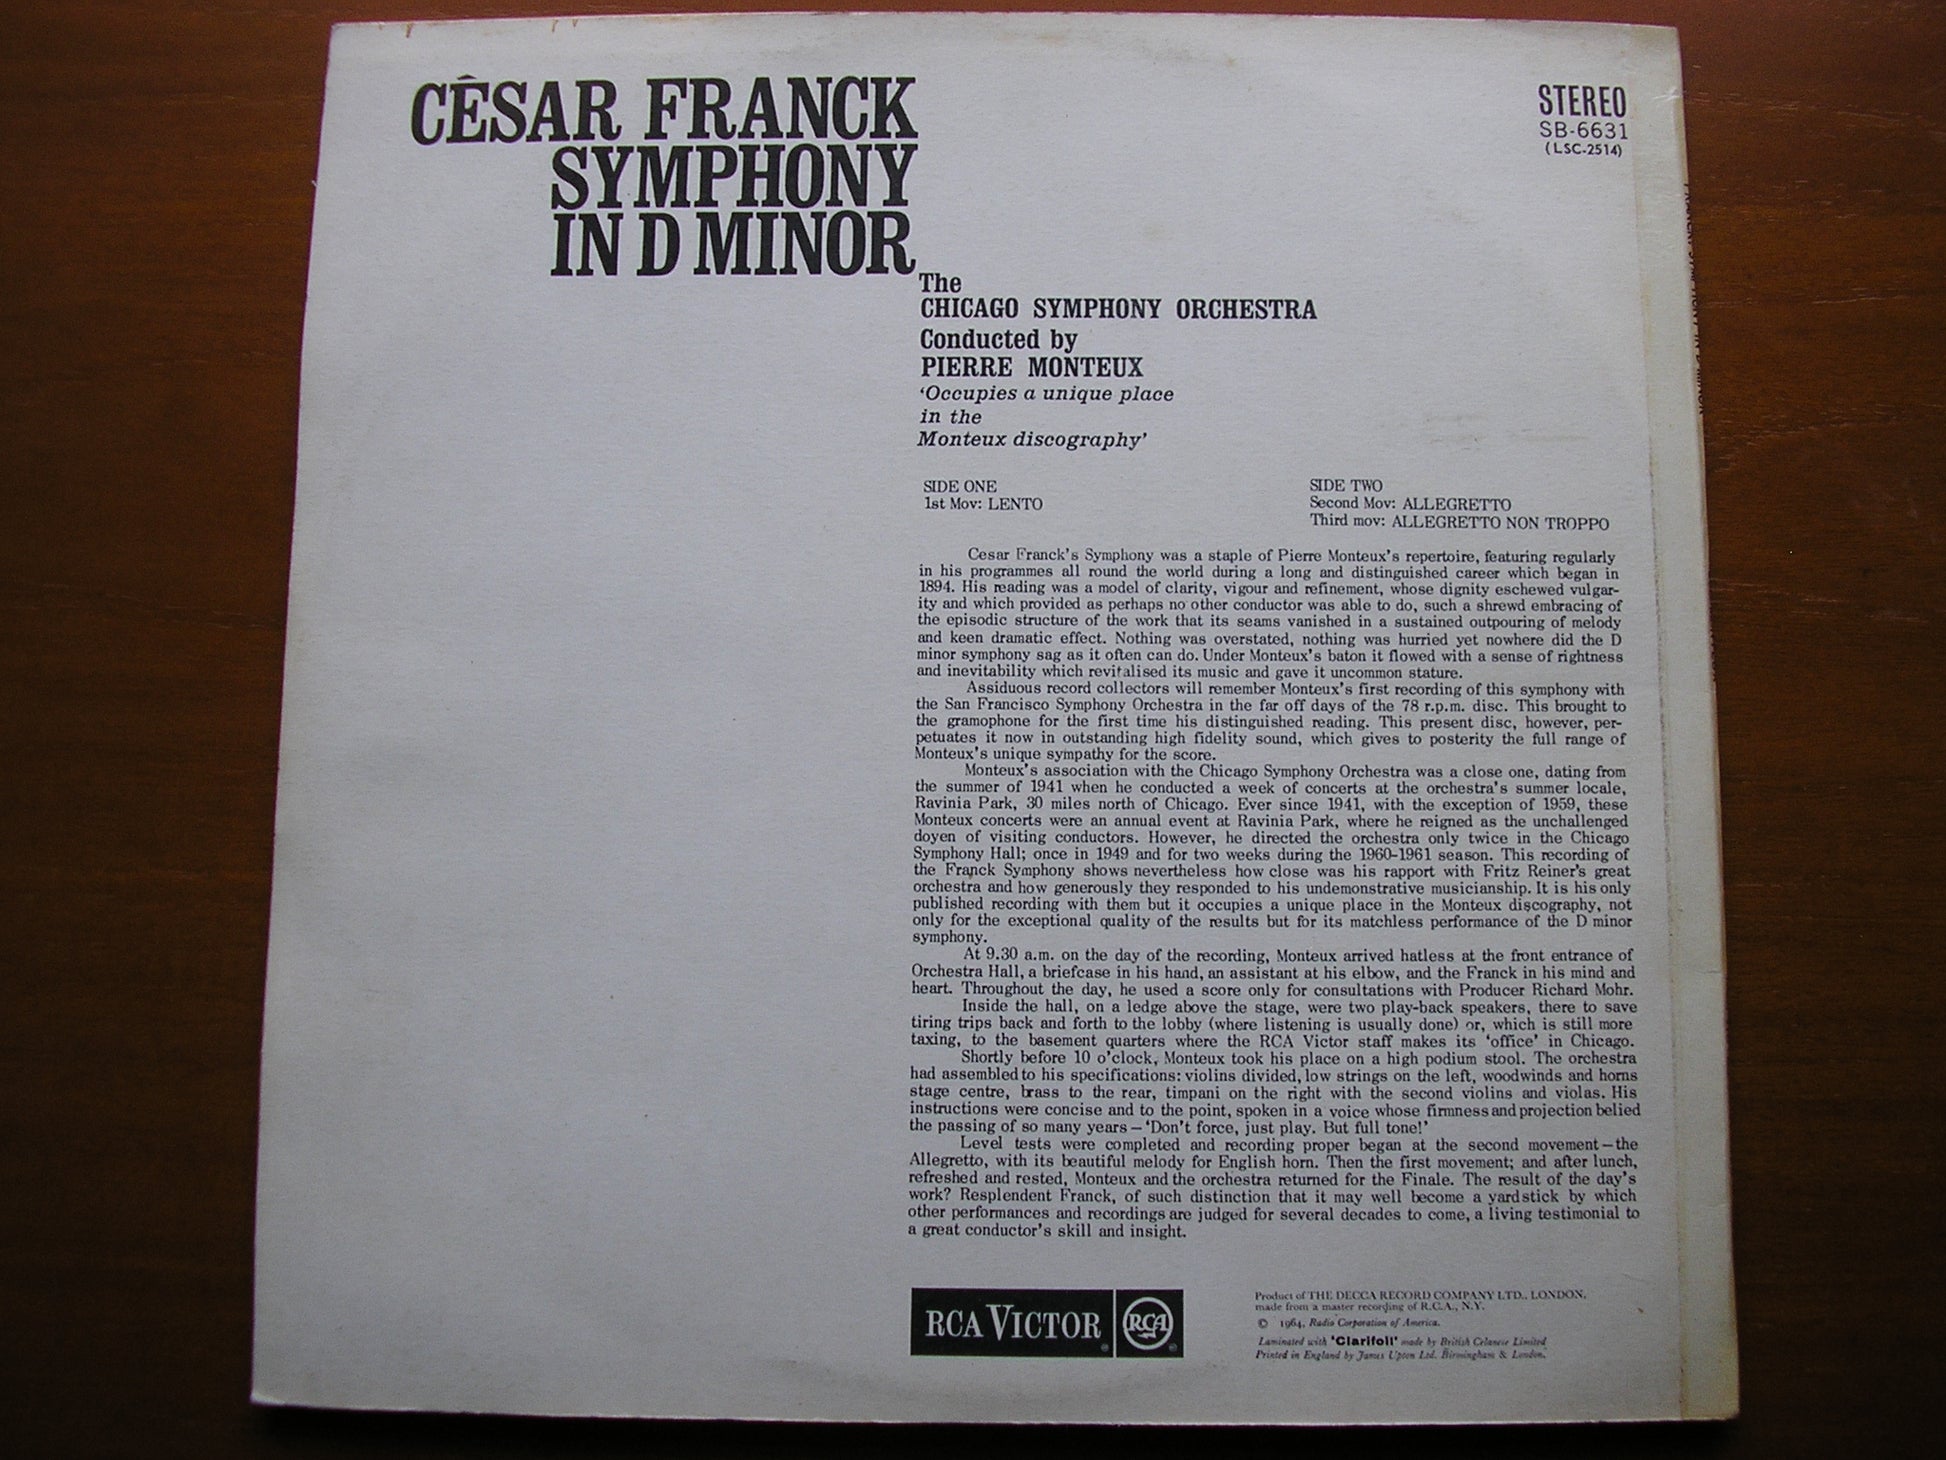 CÊSAR FRANCK
SYMPHONY
IN D MINOR
STEREO
SB-6631
(LSC-2514)
The
CHICAGO SYMPHONY ORCHESTRA
Conducted by
PIERRE MONTEUX
‘Occupies a unique place
in the
Monteux discography’
SIDE ONE
1st Mov: LENTO
SIDE TWO
Second Mov: ALLEGRETTO
Third mov: ALLEGRETTO NON TROPPO
Cesar Franck's Symphony was a staple of Pierre Monteux's repertoire, featuring regularly
in his programmes all round the world during a long and distinguished career which began in
1894. His reading was a model of clarity, vigour and refinement, whose dignity eschewed vulgar-
ity and which provided as perhaps no other conductor was able to do, such a shrewd embracing of
the episodic structure of the work that its seams vanished in a sustained outpouring of melody
and keen dramatic effect. Nothing was overstated, nothing was hurried yet nowhere did the D
minor symphony sag as it often can do. Under Monteux's baton it flowed with a sense of rightness
and inevitability which revitalised its music and gave it uncommon stature.
Assiduous record collectors will remember Monteux's first recording of this symphony with
the San Francisco Symphony Orchestra in the far off days of the 78 r.p.m. disc. This brought to
the gramophone for the first time his distinguished reading. This present disc, however, per-
petuates it now in outstanding high fidelity sound, which gives to posterity the full range of
Monteux's unique sympathy for the score.
Monteux's association with the Chicago Symphony Orchestra was a close one, dating from
the summer of 1941 when he conducted a week of concerts at the orchestra's summer locale,
Ravinia Park, 30 miles north of Chicago. Ever since 1941, with the exception of 1959, these
Monteux concerts were an annual event at Ravinia Park, where he reigned as the unchallenged
doyen of visiting conductors. However, he directed the orchestra only twice in the Chicago
Symphony Hall; once in 1949 and for two weeks during the 1960-1961 season. This recording of
the Franck Symphony shows nevertheless how close was his rapport with Fritz Reiner's great
orchestra and how generously they responded to his undemonstrative musicianship. It is his only
published recording with them but it occupies a unique place in the Monteux discography, not
only for the exceptional quality of the results but for its matchless performance of the D minor
symphony.
At 9.30 a.m. on the day of the recording, Monteux arrived hatless at the front entrance of
Orchestra Hall, a briefcase in his hand, an assistant at his elbow, and the Franck in his mind and
heart. Throughout the day, he used a score only for consultations with Producer Richard Mohr.
Inside the hall, on a ledge above the stage, were two play-back speakers, there to save
tiring trips back and forth to the lobby (where listening is usually done) or, which is still more
taxing, to the basement quarters where the RCA Victor staff makes its ‘office’ in Chicago.
Shortly before 10 o'clock, Monteux took his place on a high podium stool. The orchestra
had assembled to his specifications: violins divided, low strings on the left, woodwinds and horns
stage centre, brass to the rear, timpani on the right with the second violins and violas. His
instructions were concise and to the point, spoken in a voice whose firmness and projection belied
the passing of so many years – ‘Don't force, just play. But full tone!’
Level tests were completed and recording proper began at the second movement – the
Allegretto, with its beautiful melody for English horn. Then the first movement; and after lunch,
refreshed and rested, Monteux and the orchestra returned for the Finale. The result of the day's
work? Resplendent Franck, of such distinction that it may well become a yardstick by which
other performances and recordings are judged for several decades to come, a living testimonial to
a great conductor's skill and insight.
RCA VICTOR
RCA
Product of THE DECCA RECORD COMPANY LTD., LONDON,
made from a master recording of R.C.A., N.Y.
© 1964, Radio Corporation of America.
Laminated with 'Clarifoil' made by British Celanese Limited
Printed in England by James Upton Ltd. Birmingham & London.